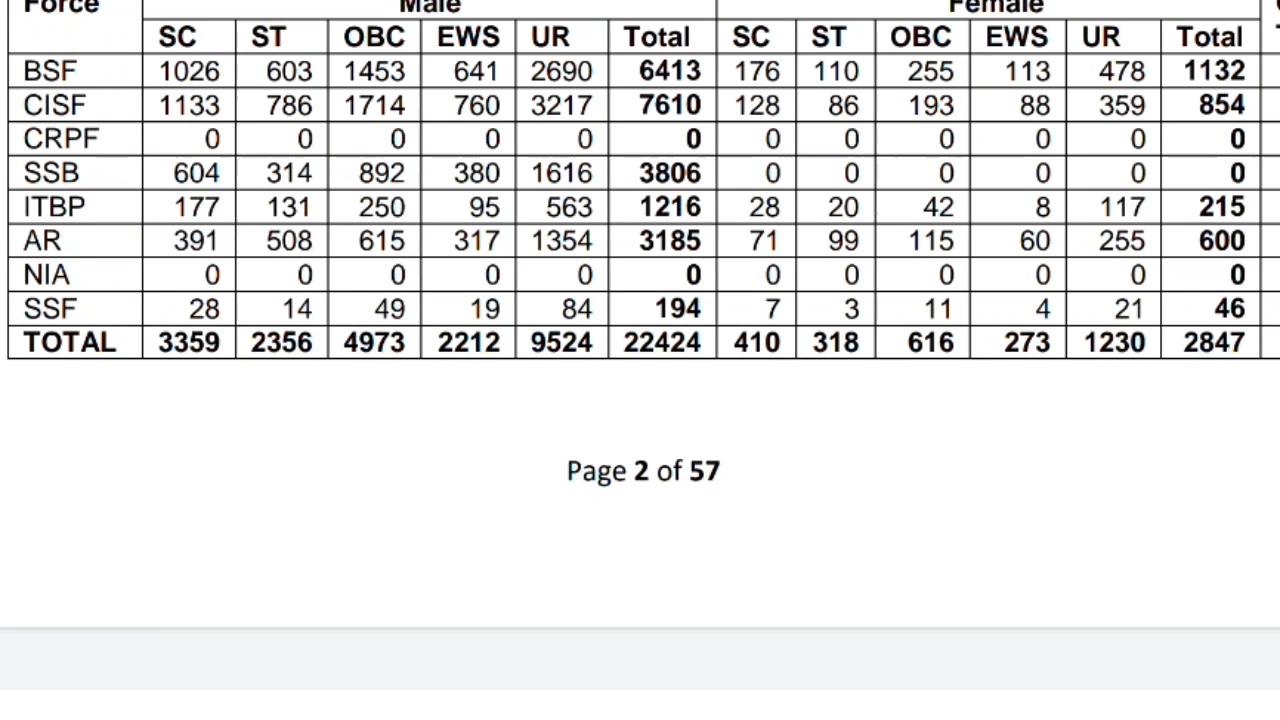 Force Male Female
SC ST OBC EWS UR Total SC ST OBC EWS UR Total
BSF 1026 603 1453 641 2690 6413 176 110 255 113 478 1132
CISF 1133 786 1714 760 3217 7610 128 86 193 88 359 854
CRPF 0 0 0 0 0 0 0 0 0 0 0 0
SSB 604 314 892 380 1616 3806 0 0 0 0 0 0
ITBP 177 131 250 95 563 1216 28 20 42 8 117 215
AR 391 508 615 317 1354 3185 71 99 115 60 255 600
NIA 0 0 0 0 0 0 0 0 0 0 0 0
SSF 28 14 49 19 84 194 7 3 11 4 21 46
TOTAL 3359 2356 4973 2212 9524 22424 410 318 616 273 1230 2847
Page 2 of 57